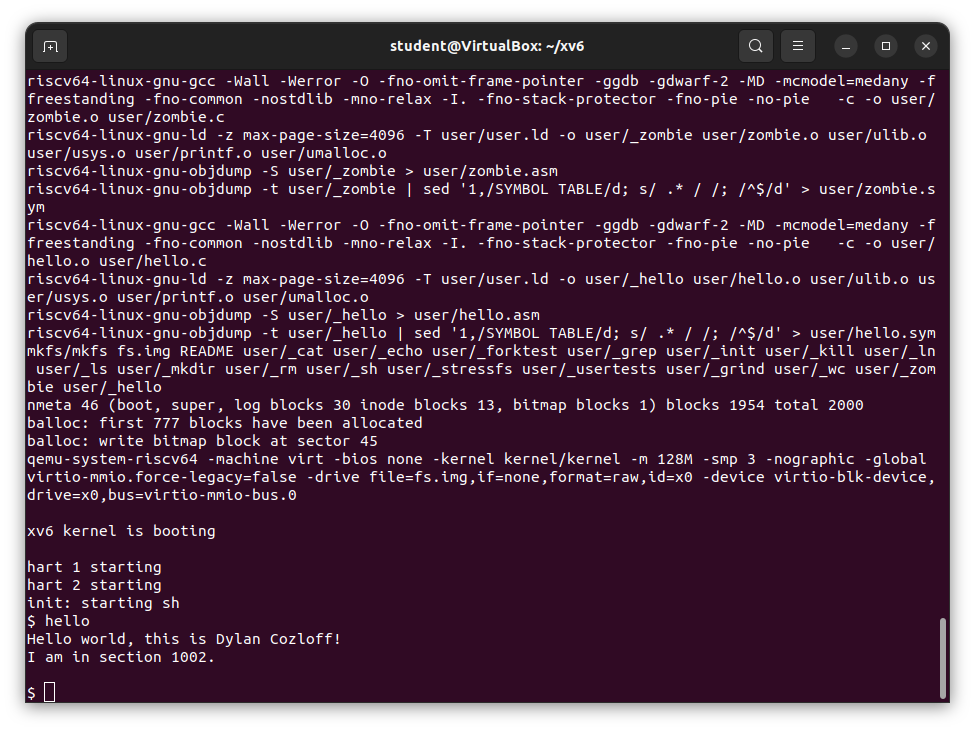 student@VirtualBox: ~/xv6
riscv64-linux-gnu-gcc -Wall -Werror -O -fno-omit-frame-pointer -ggdb -gdwarf-2 -MD -mcmodel=medany -f
freestanding -fno-common -nostdlib -mno-relax -I. -fno-stack-protector -fno-pie -no-pie   -c -o user/
zombie.o user/zombie.c
riscv64-linux-gnu-ld -z max-page-size=4096 -T user/user.ld -o user/_zombie user/zombie.o user/ulib.o 
user/usys.o user/printf.o user/umalloc.o
riscv64-linux-gnu-objdump -S user/_zombie > user/zombie.asm
riscv64-linux-gnu-objdump -t user/_zombie | sed '1,/SYMBOL TABLE/d; s/ .* / /; /^$/d' > user/zombie.s
ym
riscv64-linux-gnu-gcc -Wall -Werror -O -fno-omit-frame-pointer -ggdb -gdwarf-2 -MD -mcmodel=medany -f
freestanding -fno-common -nostdlib -mno-relax -I. -fno-stack-protector -fno-pie -no-pie   -c -o user/
hello.o user/hello.c
riscv64-linux-gnu-ld -z max-page-size=4096 -T user/user.ld -o user/_hello user/hello.o user/ulib.o us
er/usys.o user/printf.o user/umalloc.o
riscv64-linux-gnu-objdump -S user/_hello > user/hello.asm
riscv64-linux-gnu-objdump -t user/_hello | sed '1,/SYMBOL TABLE/d; s/ .* / /; /^$/d' > user/hello.sym
mkfs/mkfs fs.img README user/_cat user/_echo user/_forktest user/_grep user/_init user/_kill user/_ln
 user/_ls user/_mkdir user/_rm user/_sh user/_stressfs user/_usertests user/_grind user/_wc user/_zom
bie user/_hello
nmeta 46 (boot, super, log blocks 30 inode blocks 13, bitmap blocks 1) blocks 1954 total 2000
balloc: first 777 blocks have been allocated
balloc: write bitmap block at sector 45
qemu-system-riscv64 -machine virt -bios none -kernel kernel/kernel -m 128M -smp 3 -nographic -global 
virtio-mmio.force-legacy=false -drive file=fs.img,if=none,format=raw,id=x0 -device virtio-blk-device,
drive=x0,bus=virtio-mmio-bus.0

xv6 kernel is booting

hart 1 starting
hart 2 starting
init: starting sh
$ hello
Hello world, this is Dylan Cozloff!
I am in section 1002.

$